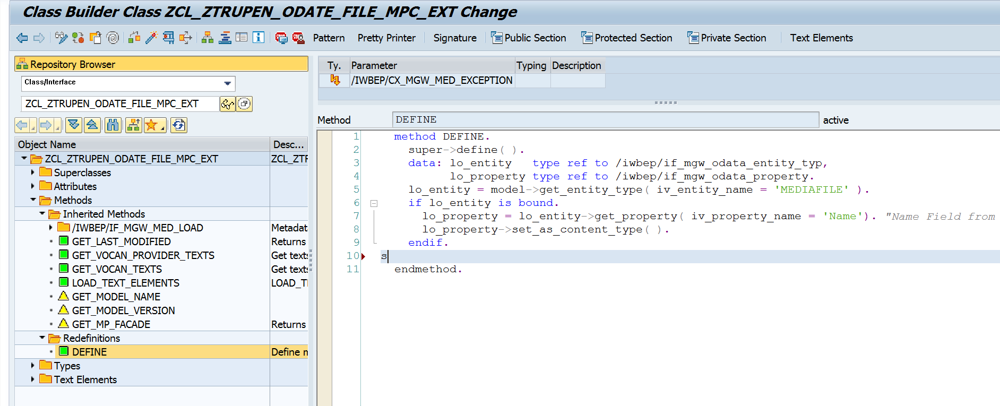 Class Builder Class ZCL_ZTRUPEN_ODATE_FILE_MPC_EXT Change
Pattern Pretty Printer Signature Public Section Protected Section Private Section Text Elements
Repository Browser
Class/Interface
ZCL_ZTRUPEN_ODATE_FILE_MPC_EXT
Object Name Desc...
ZCL_ZTRUPEN_ODATE_FILE_MPC_EXT ZCL_ZTF
Superclasses
Attributes
Methods
Inherited Methods
/IWBEP/IF_MGW_MED_LOAD Metadat
GET_LAST_MODIFIED Returns
GET_VOCAN_PROVIDER_TEXTS Get texts
GET_VOCAN_TEXTS Get texts
LOAD_TEXT_ELEMENTS LOAD_TI
GET_MODEL_NAME
GET_MODEL_VERSION
GET_MP_FACADE Returns
Redefinitions
DEFINE Define n
Types
Text Elements
Ty. Parameter Typing Description
/IWBEP/CX_MGW_MED_EXCEPTION
Method DEFINE active
1 method DEFINE.
2 super->define( ).
3 data: lo_entity type ref to /iwbep/if_mgw_odata_entity_typ,
4 lo_property type ref to /iwbep/if_mgw_odata_property.
5 lo_entity = model->get_entity_type( iv_entity_name = 'MEDIAFILE' ).
6 if lo_entity is bound.
7 lo_property = lo_entity->get_property( iv_property_name = 'Name'). "Name Field from
8 lo_property->set_as_content_type( ).
9 endif.
10 s
11 endmethod.